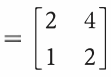 = [2 4
1 2]